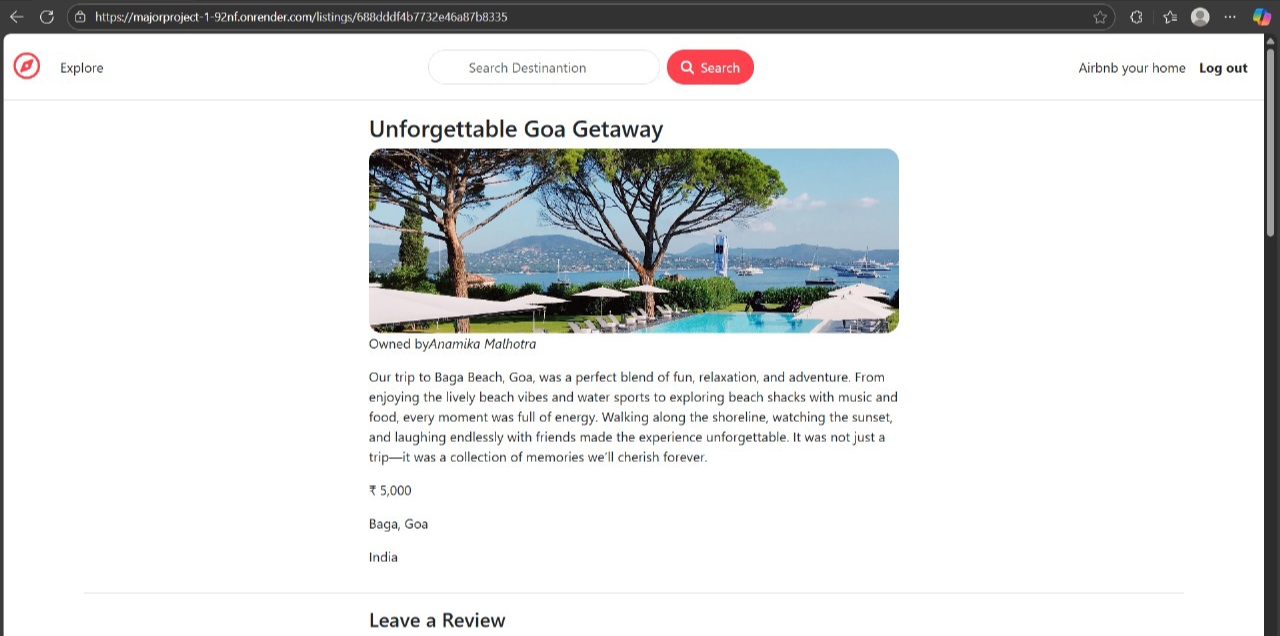 https://majorproject-1-92nf.onrender.com/listings/688dddf4b7732e46a87b8335
Explore
Search Destinantion
Search
Airbnb your home
Log out
Unforgettable Goa Getaway
Owned byAnamika Malhotra
Our trip to Baga Beach, Goa, was a perfect blend of fun, relaxation, and adventure. From
enjoying the lively beach vibes and water sports to exploring beach shacks with music and
food, every moment was full of energy. Walking along the shoreline, watching the sunset,
and laughing endlessly with friends made the experience unforgettable. It was not just a
trip—it was a collection of memories we’ll cherish forever.
₹ 5,000
Baga, Goa
India
Leave a Review